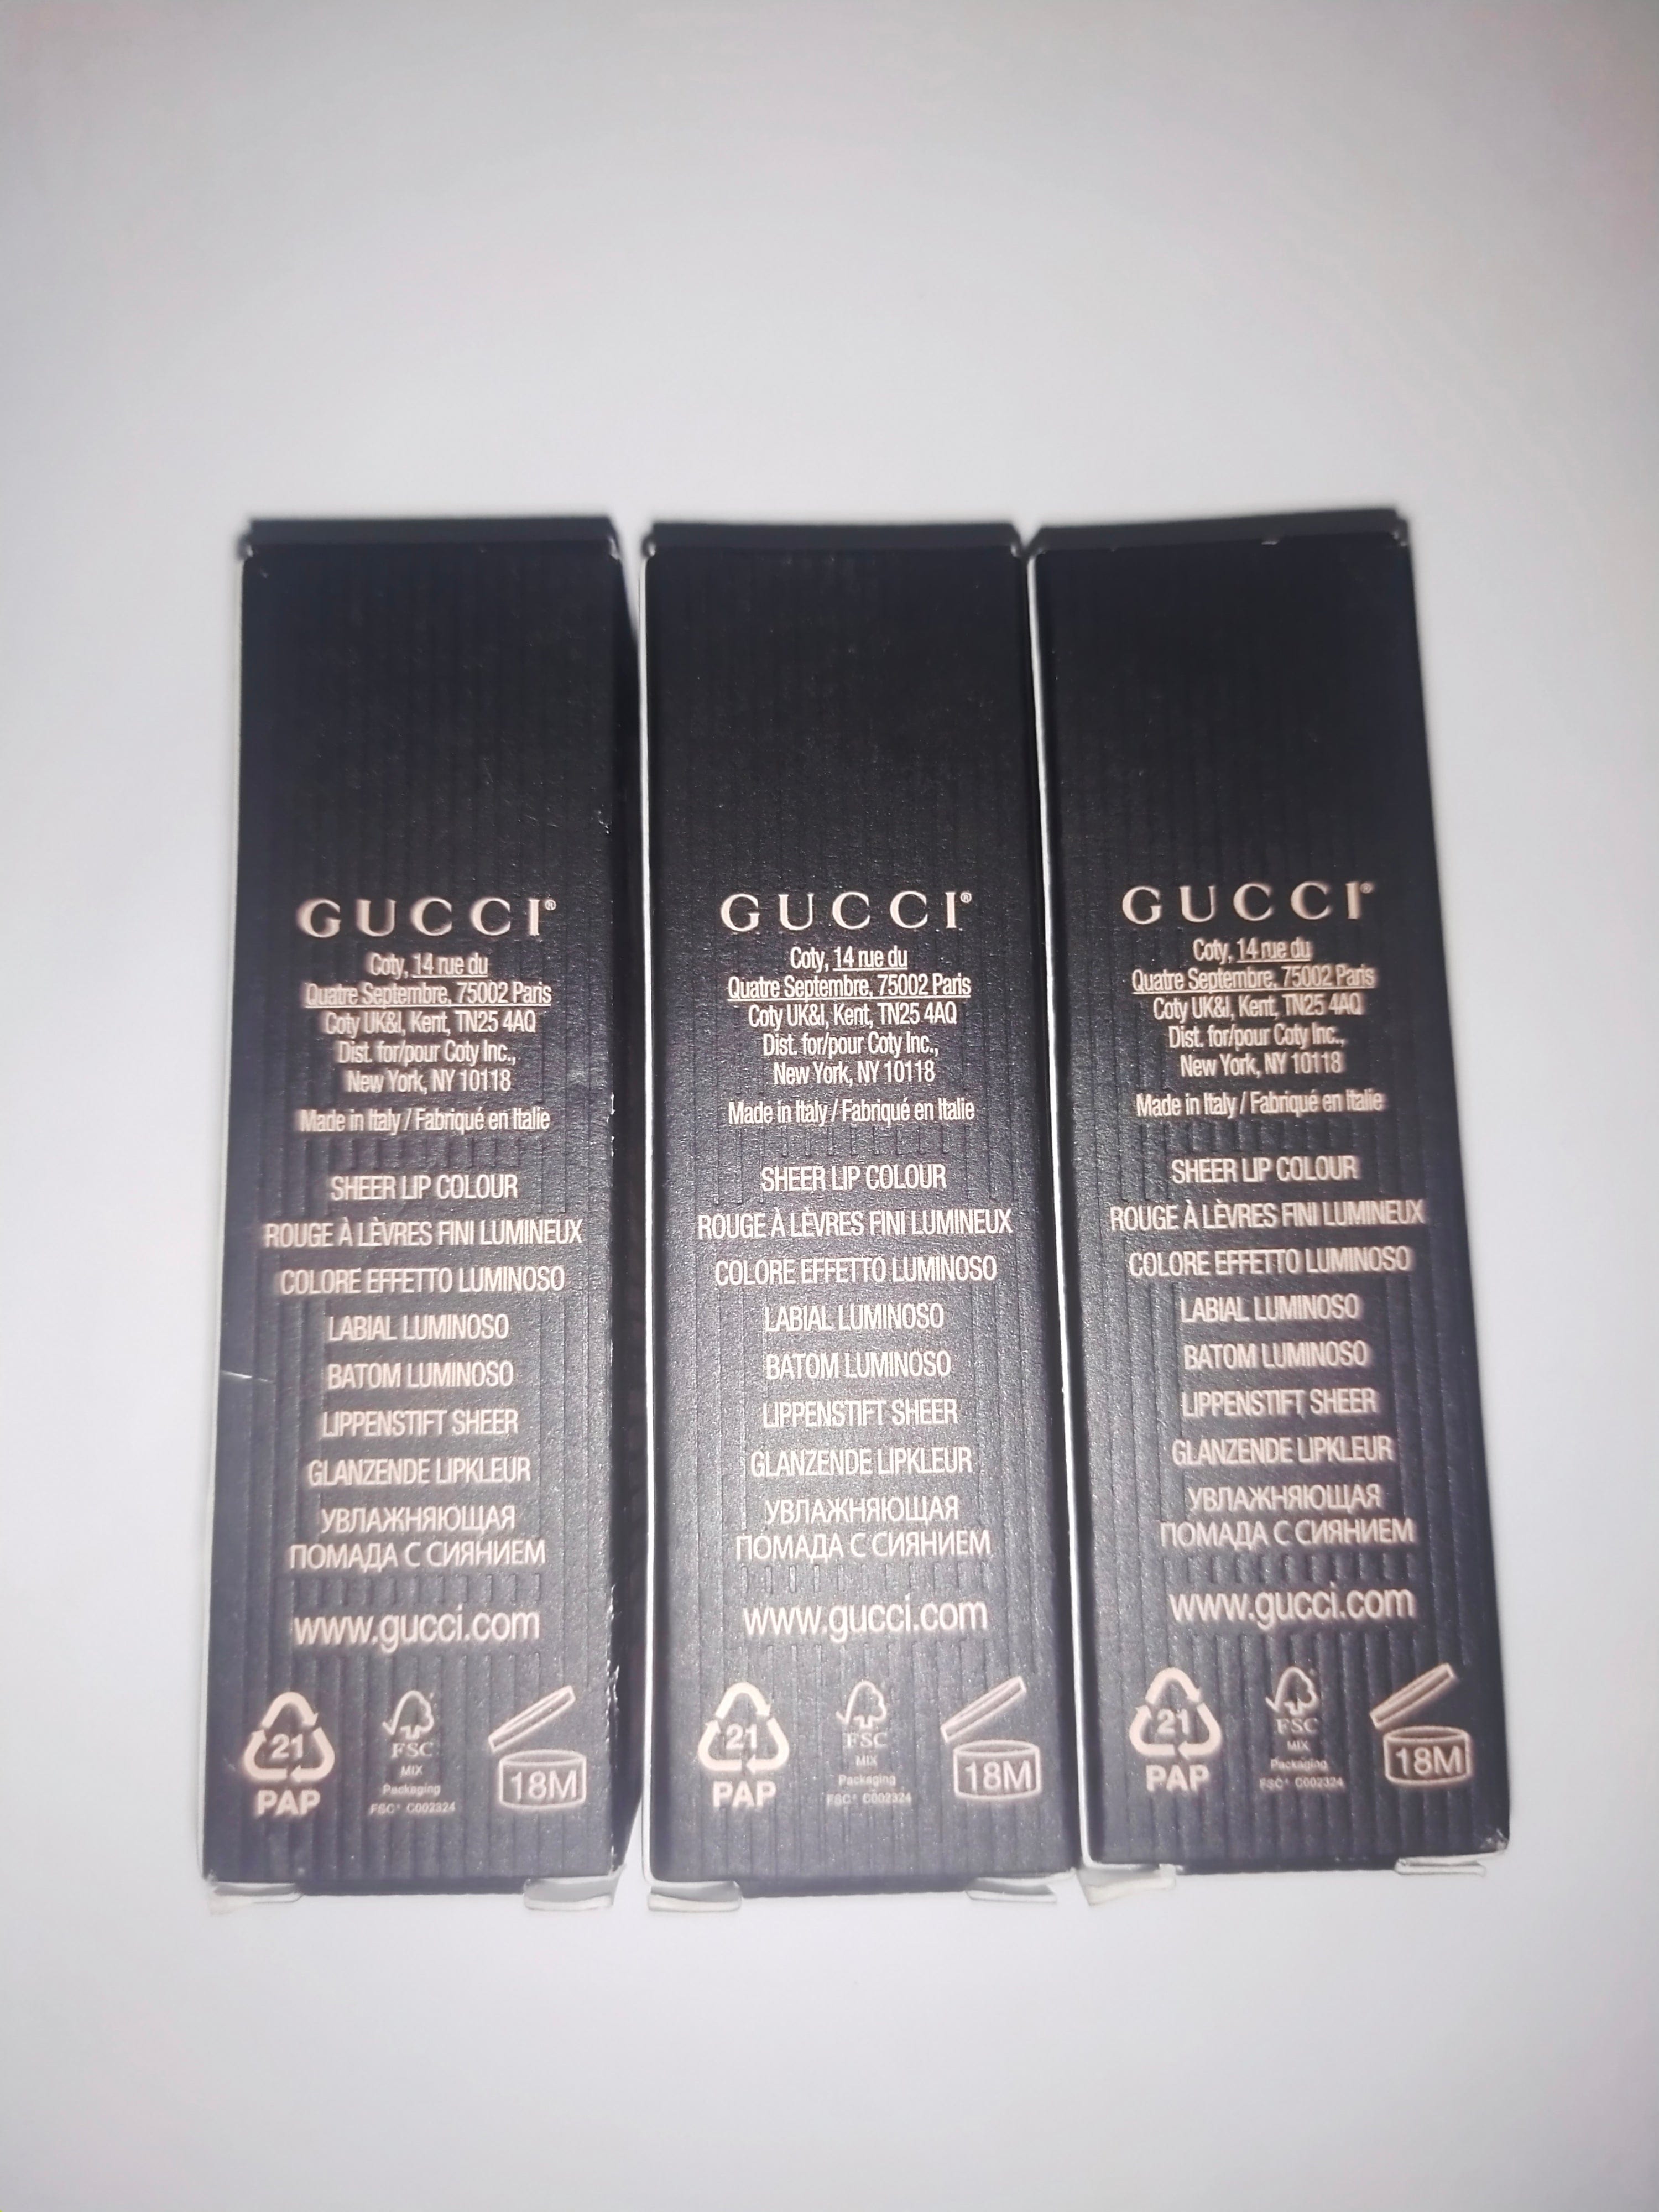 GUCCI®
Coty, 14 rue du
Quatre Septembre, 75002 Paris
Coty UK&I, Kent, TN25 4AQ
Dist. for/pour Coty Inc.,
New York, NY 10118
Made in Italy / Fabriqué en Italie
SHEER LIP COLOUR
ROUGE À LÈVRES FINI LUMINEUX
COLORE EFFETTO LUMINOSO
LABIAL LUMINOSO
BATOM LUMINOSO
LIPPENSTIFT SHEER
GLANZENDE LIPKLEUR
УВЛАЖНЯЮЩАЯ
ПОМАДА С СИЯНИЕМ
www.gucci.com
21
PAP
FSC
MIX
Packaging
FSC® C002324
18M
GUCCI®
Coty, 14 rue du
Quatre Septembre, 75002 Paris
Coty UK&I, Kent, TN25 4AQ
Dist. for/pour Coty Inc.,
New York, NY 10118
Made in Italy / Fabriqué en Italie
SHEER LIP COLOUR
ROUGE À LÈVRES FINI LUMINEUX
COLORE EFFETTO LUMINOSO
LABIAL LUMINOSO
BATOM LUMINOSO
LIPPENSTIFT SHEER
GLANZENDE LIPKLEUR
УВЛАЖНЯЮЩАЯ
ПОМАДА С СИЯНИЕМ
www.gucci.com
21
PAP
FSC
MIX
Packaging
FSC® C002324
18M
GUCCI®
Coty, 14 rue du
Quatre Septembre, 75002 Paris
Coty UK&I, Kent, TN25 4AQ
Dist. for/pour Coty Inc.,
New York, NY 10118
Made in Italy / Fabriqué en Italie
SHEER LIP COLOUR
ROUGE À LÈVRES FINI LUMINEUX
COLORE EFFETTO LUMINOSO
LABIAL LUMINOSO
BATOM LUMINOSO
LIPPENSTIFT SHEER
GLANZENDE LIPKLEUR
УВЛАЖНЯЮЩАЯ
ПОМАДА С СИЯНИЕМ
www.gucci.com
21
PAP
FSC
MIX
Packaging
FSC® C002324
18M